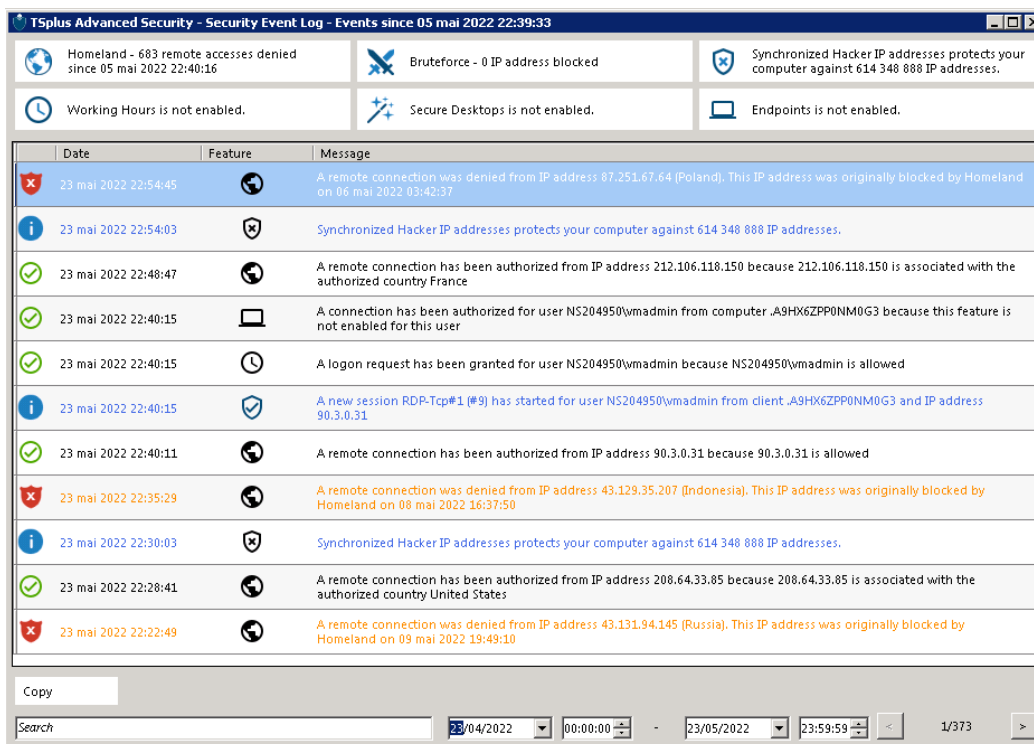 TSplus Advanced Security - Security Event Log - Events since 05 mai 2022 22:39:33
Homeland - 683 remote accesses denied
since 05 mai 2022 22:40:16
Bruteforce - 0 IP address blocked
Synchronized Hacker IP addresses protects your
computer against 614 348 888 IP addresses.
Working Hours is not enabled.
Secure Desktops is not enabled.
Endpoints is not enabled.
Date Feature Message
23 mai 2022 22:54:45
A remote connection was denied from IP address 87.251.67.64 (Poland). This IP address was originally blocked by Homeland
on 06 mai 2022 03:42:37
23 mai 2022 22:54:03
Synchronized Hacker IP addresses protects your computer against 614 348 888 IP addresses.
23 mai 2022 22:48:47
A remote connection has been authorized from IP address 212.106.118.150 because 212.106.118.150 is associated with the
authorized country France
23 mai 2022 22:40:15
A connection has been authorized for user NS204950\vmadmin from computer .A9HX6ZPP0NM0G3 because this feature is
not enabled for this user
23 mai 2022 22:40:15
A logon request has been granted for user NS204950\vmadmin because NS204950\vmadmin is allowed
23 mai 2022 22:40:15
A new session RDP-Tcp#1 (#9) has started for user NS204950\vmadmin from client .A9HX6ZPP0NM0G3 and IP address
90.3.0.31
23 mai 2022 22:40:11
A remote connection has been authorized from IP address 90.3.0.31 because 90.3.0.31 is allowed
23 mai 2022 22:35:29
A remote connection was denied from IP address 43.129.35.207 (Indonesia). This IP address was originally blocked by
Homeland on 08 mai 2022 16:37:50
23 mai 2022 22:30:03
Synchronized Hacker IP addresses protects your computer against 614 348 888 IP addresses.
23 mai 2022 22:28:41
A remote connection has been authorized from IP address 208.64.33.85 because 208.64.33.85 is associated with the
authorized country United States
23 mai 2022 22:22:49
A remote connection was denied from IP address 43.131.94.145 (Russia). This IP address was originally blocked by
Homeland on 09 mai 2022 19:49:10
Copy
Search 23/04/2022 00:00:00 - 23/05/2022 23:59:59 < 1/373 >